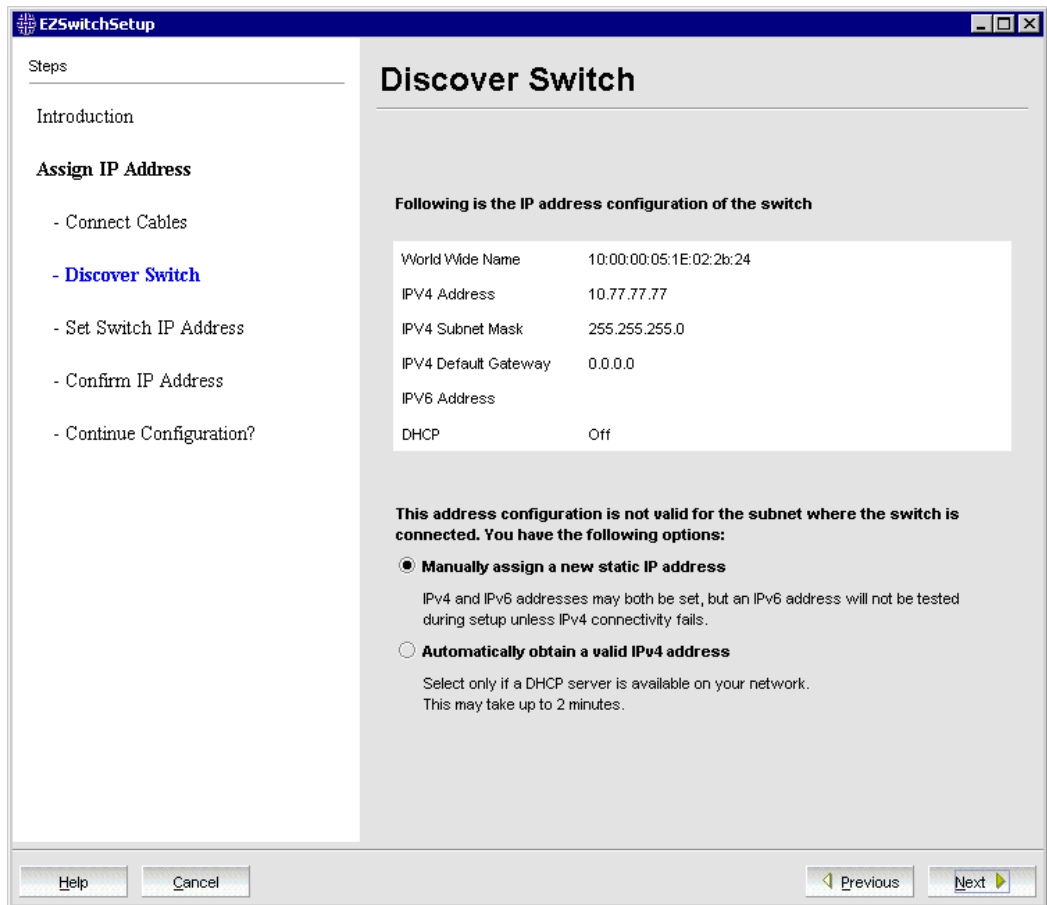 EZSwitchSetup
Steps
Introduction
Assign IP Address
- Connect Cables
- Discover Switch
- Set Switch IP Address
- Confirm IP Address
- Continue Configuration?
Discover Switch
Following is the IP address configuration of the switch
World Wide Name 10:00:00:05:1E:02:2b:24
IPV4 Address 10.77.77.77
IPV4 Subnet Mask 255.255.255.0
IPV4 Default Gateway 0.0.0.0
IPV6 Address
DHCP Off
This address configuration is not valid for the subnet where the switch is
connected. You have the following options:
Manually assign a new static IP address
IPv4 and IPv6 addresses may both be set, but an IPv6 address will not be tested
during setup unless IPv4 connectivity fails.
Automatically obtain a valid IPv4 address
Select only if a DHCP server is available on your network.
This may take up to 2 minutes.
Help Cancel Previous Next